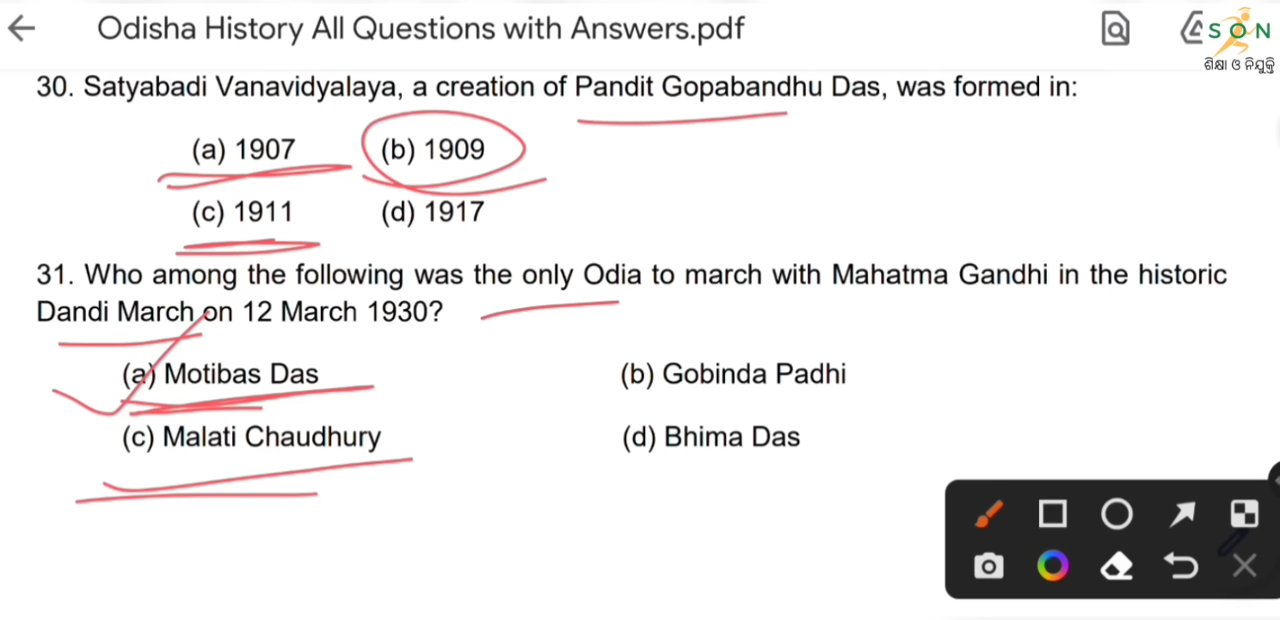 Odisha History All Questions with Answers.pdf
SON
ଶିକ୍ଷା ଓ ନିଯୁକ୍ତି
30. Satyabadi Vanavidyalaya, a creation of Pandit Gopabandhu Das, was formed in:
(a) 1907 (b) 1909
(c) 1911 (d) 1917
31. Who among the following was the only Odia to march with Mahatma Gandhi in the historic
Dandi March on 12 March 1930?
(a) Motibas Das (b) Gobinda Padhi
(c) Malati Chaudhury (d) Bhima Das